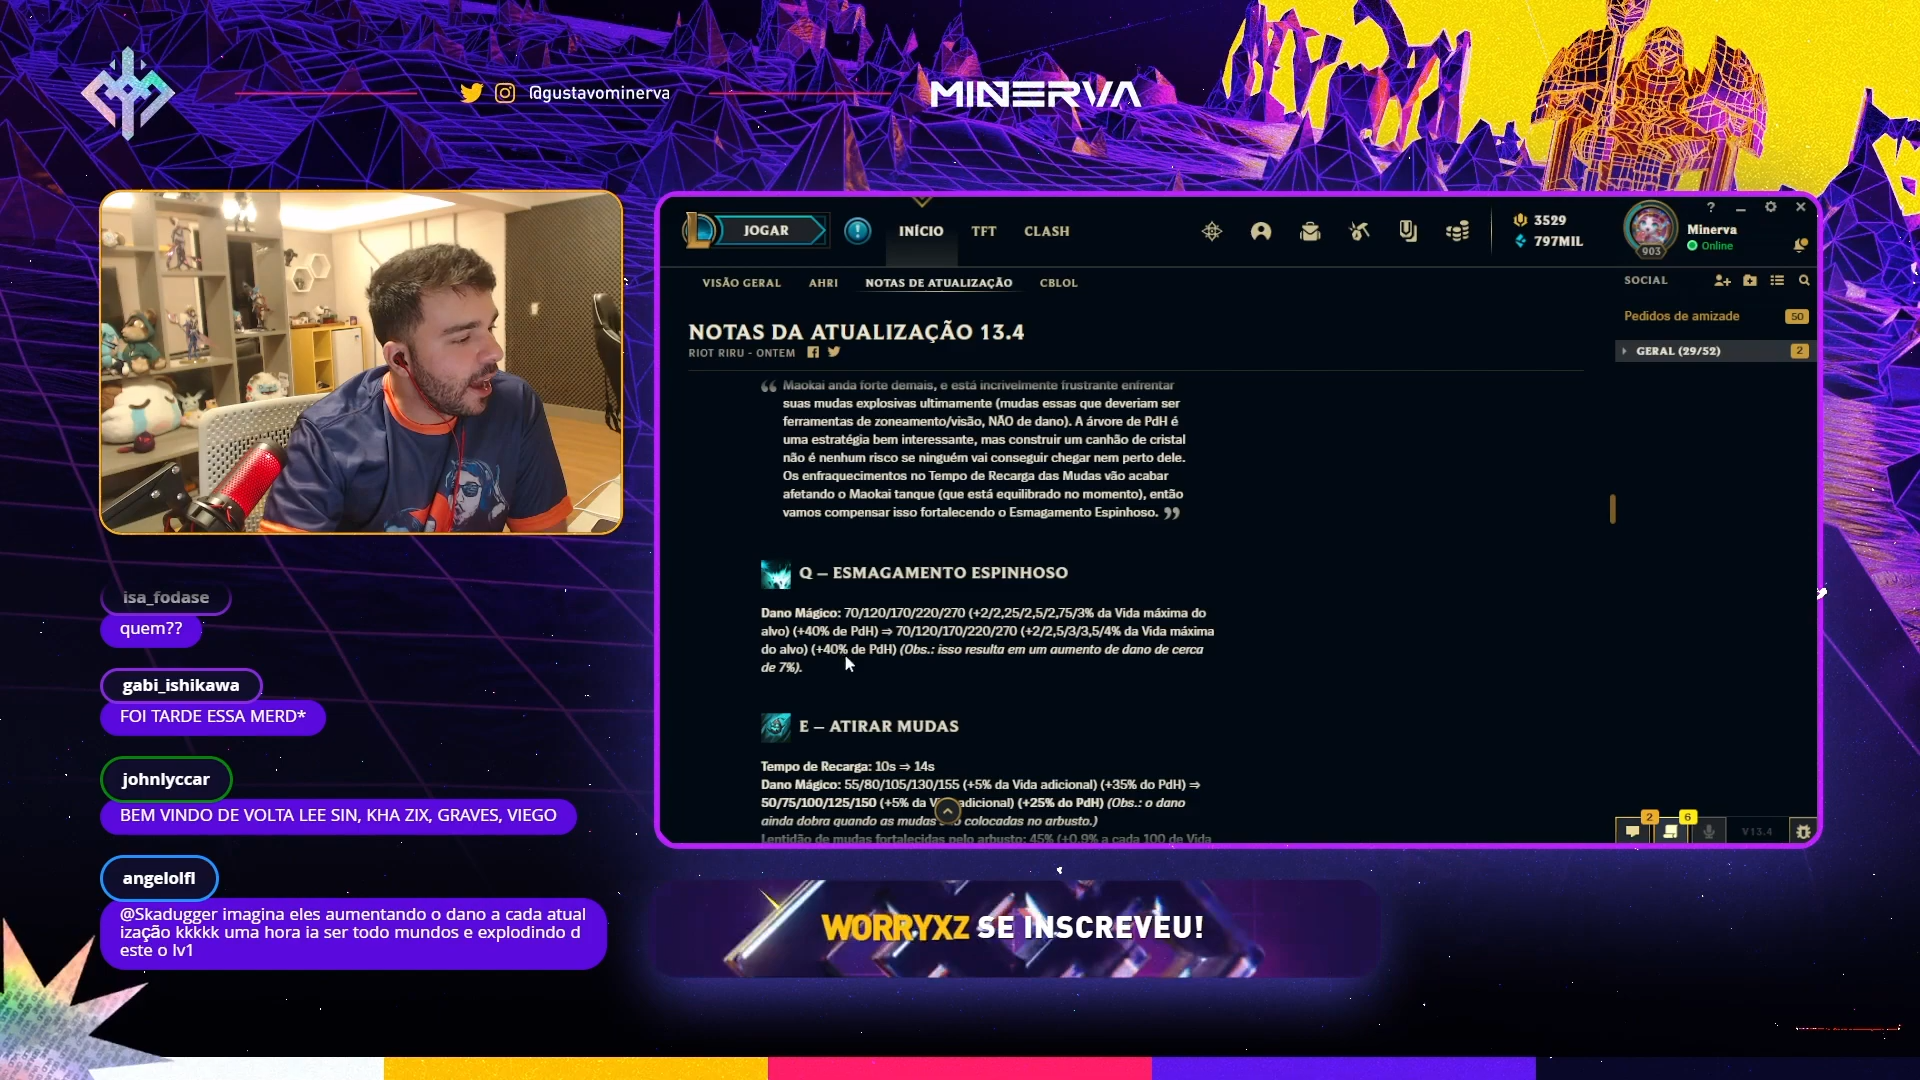 @gustavominerva
MINERVA
JOGAR
INÍCIO
TFT
CLASH
3529
797MIL
903
Minerva
Online
VISÃO GERAL
AHRI
NOTAS DE ATUALIZAÇÃO
CBLOL
SOCIAL
Pedidos de amizade
50
GERAL (29/52)
2
NOTAS DA ATUALIZAÇÃO 13.4
RIOT RIRU - ONTEM
“ Maokai anda forte demais, e está incrivelmente frustrante enfrentar
suas mudas explosivas ultimamente (mudas essas que deveriam ser
ferramentas de zoneamento/visão, NÃO de dano). A árvore de PdH é
uma estratégia bem interessante, mas construir um canhão de cristal
não é nenhum risco se ninguém vai conseguir chegar nem perto dele.
Os enfraquecimentos no Tempo de Recarga das Mudas vão acabar
afetando o Maokai tanque (que está equilibrado no momento), então
vamos compensar isso fortalecendo o Esmagamento Espinhoso. ”
Q – ESMAGAMENTO ESPINHOSO
Dano Mágico: 70/120/170/220/270 (+2/2,25/2,5/2,75/3% da Vida máxima do
alvo) (+40% de PdH) ⇒ 70/120/170/220/270 (+2/2,5/3/3,5/4% da Vida máxima
do alvo) (+40% de PdH) (Obs.: isso resulta em um aumento de dano de cerca
de 7%).
E – ATIRAR MUDAS
Tempo de Recarga: 10s ⇒ 14s
Dano Mágico: 55/80/105/130/155 (+5% da Vida adicional) (+35% do PdH) ⇒
50/75/100/125/150 (+5% da V adicional) (+25% do PdH) (Obs.: o dano
ainda dobra quando as mudas colocadas no arbusto.)
Lentidão de mudas fortalecidas pelo arbusto: 45% (+0,9% a cada 100 de Vida
2
6
V13.4
isa_fodase
quem??
gabi_ishikawa
FOI TARDE ESSA MERD*
johnlyccar
BEM VINDO DE VOLTA LEE SIN, KHA ZIX, GRAVES, VIEGO
angelolfl
@Skadugger imagina eles aumentando o dano a cada atual
ização kkkkk uma hora ia ser todo mundos e explodindo d
este o lv1
WORRYXZ SE INSCREVEU!